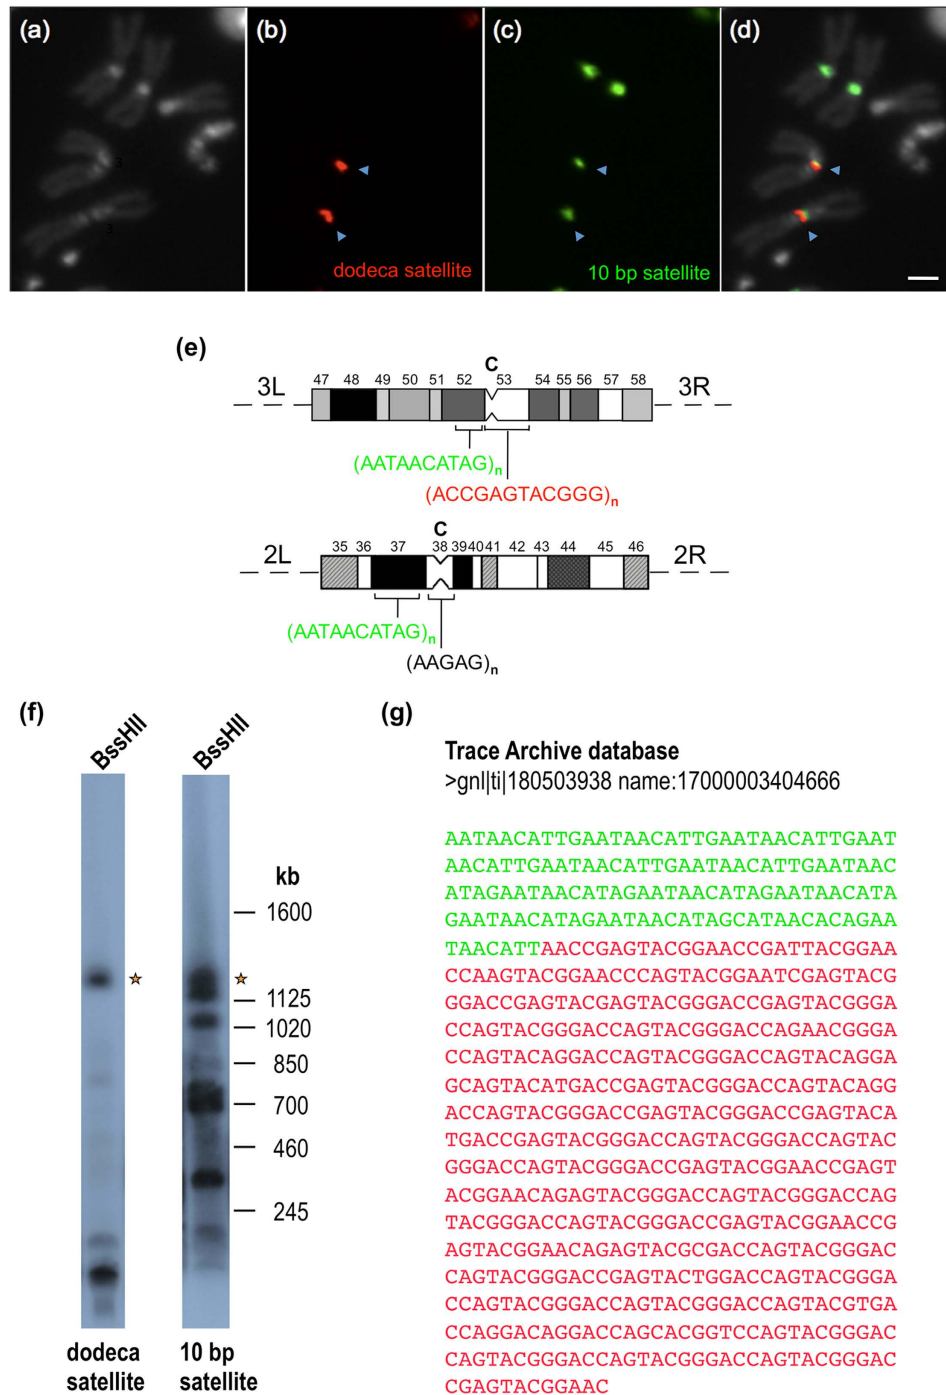 (a)
(b)
(c)
(d)
3
3
dodeca satellite
10 bp satellite
(e)
C
3L
47 48 49 50 51 52 53 54 55 56 57 58
3R
(AATAACATAG)n
(ACCGAGTACGGG)n
C
2L
35 36 37 38 39 40 41 42 43 44 45 46
2R
(AATAACATAG)n
(AAGAG)n
(f)
BssHII
BssHII
kb
1600
1125
1020
850
700
460
245
dodeca
satellite
10 bp
satellite
(g)
Trace Archive database
>gnl|ti|180503938 name:17000003404666
AATAACATTGAATAACATTGAATAACATTGAAT
AACATTGAATAACATTGAATAACATTGAATAAC
ATAGAATAACATAGAATAACATAGAATAACATA
GAATAACATAGAATAACATAGCATAACACAGAA
TAACATTAACCGAGTACGGAACCGATTACGGAA
CCAAGTACGGAACCCAGTACGGAATCGAGTACG
GGACCGAGTACGAGTACGGGACCGAGTACGGGA
CCAGTACGGGACCAGTACGGGACCAGAACGGGA
CCAGTACAGGACCAGTACGGGACCAGTACAGGA
GCAGTACATGACCGAGTACGGGACCAGTACAGG
ACCAGTACGGGACCGAGTACGGGACCGAGTACA
TGACCGAGTACGGGACCAGTACGGGACCAGTAC
GGGACCAGTACGGGACCGAGTACGGAACCGAGT
ACGGAACAGAGTACGGGACCAGTACGGGACCAG
TACGGGACCAGTACGGGACCGAGTACGGAACCG
AGTACGGAACAGAGTACGCGACCAGTACGGGAC
CAGTACGGGACCGAGTACTGGACCAGTACGGGA
CCAGTACGGGACCAGTACGGGACCAGTACGTGA
CCAGGACAGGACCAGCACGGTCCAGTACGGGAC
CAGTACGGGACCAGTACGGGACCAGTACGGGAC
CGAGTACGGAAC